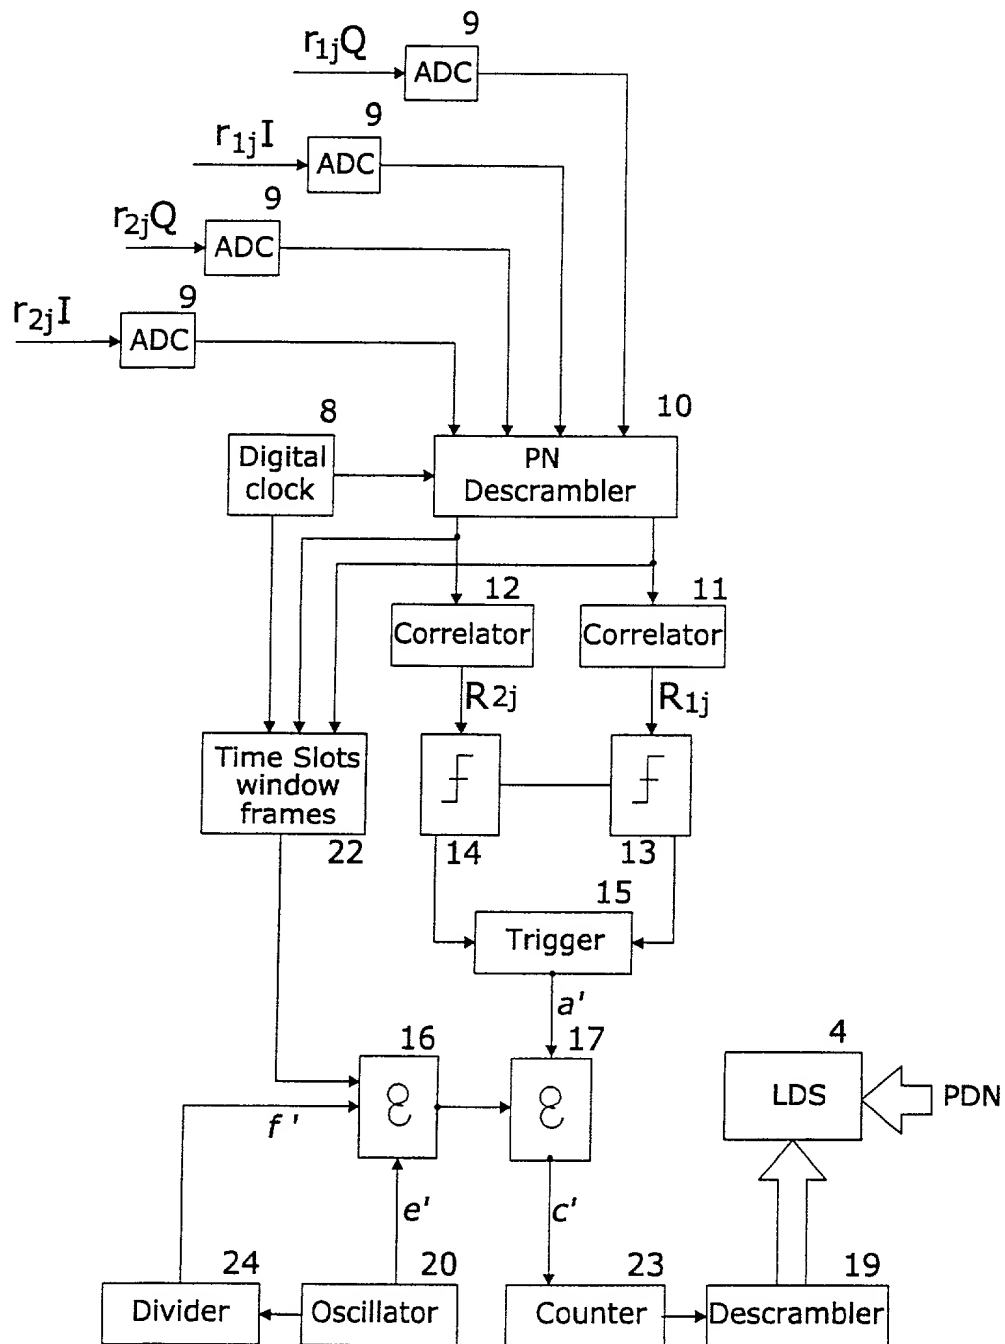 9
r1jQ
ADC
9
r1jI
ADC
9
r2jQ
ADC
9
r2jI
ADC
8
10
Digital
clock
PN
Descrambler
12
11
Correlator
Correlator
R2j
R1j
Time Slots
window
frames
22
14
13
15
Trigger
a'
16
17
4
&
&
LDS
PDN
f'
e'
c'
24
20
23
19
Divider
Oscillator
Counter
Descrambler